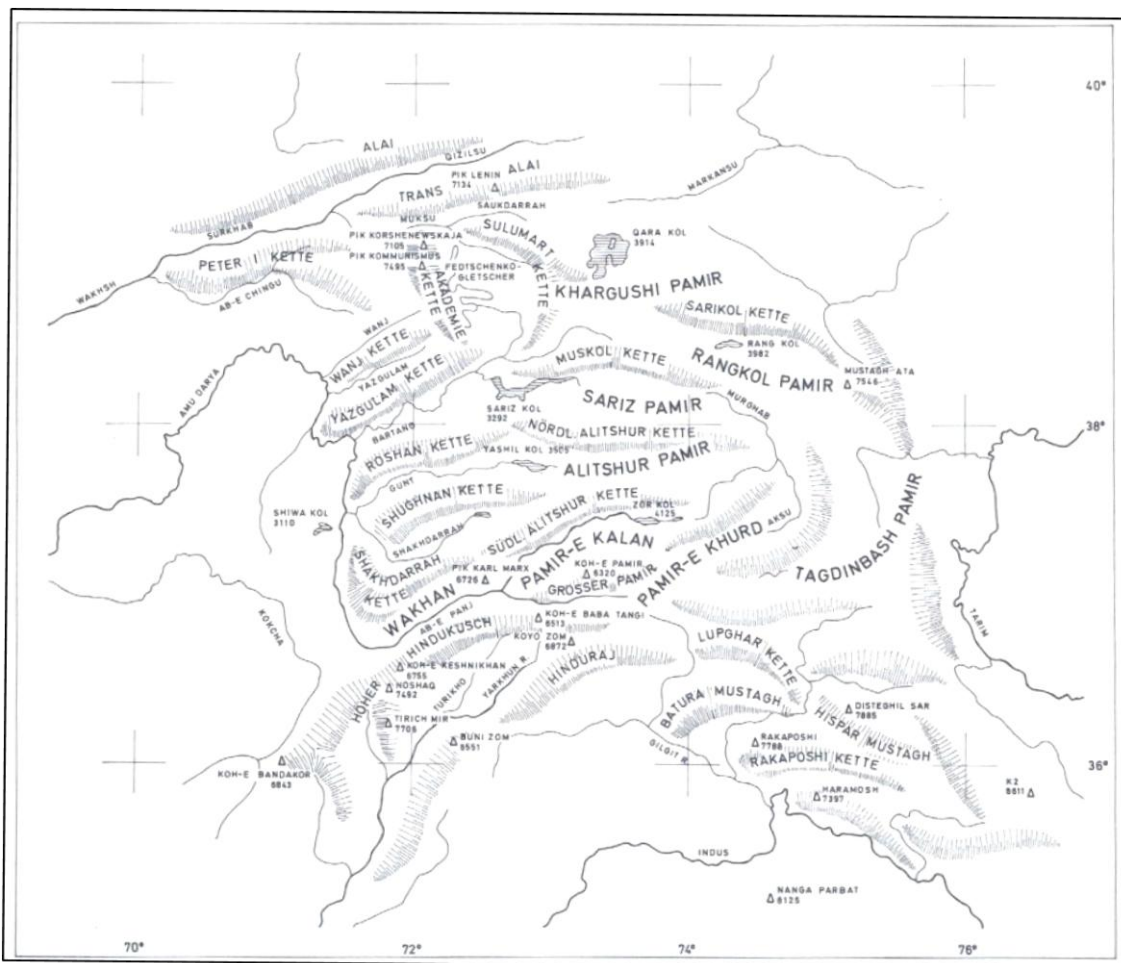 40°
ALAI
QIZILSU
PIK LENIN
7134
TRANS ALAI
MARKANSU
SAUKDARRAH
SURKHAB
MUKSU
PIK KORSHENEWSKAJA
7105
SULUMART KETTE
QARA KOL
3914
PIK KOMMUNISMUS
7495
PETER I KETTE
FEDTSCHENKO-
GLETSCHER
AKADEMIE
KETTE
WAKHSH
AB-E CHINGU
KHARGUSHI PAMIR
SARIKOL KETTE
WANJ
WANJ KETTE
RANG KOL
3982
YAZGULAM
YAZGULAM KETTE
MUSKOL KETTE
RANGKOL PAMIR
MUSTAGH-ATA
7546
AMU DARYA
SARIZ KOL
3292
SARIZ PAMIR
MURGHAB
38°
BARTANG
NÖRDL. ALITSHUR KETTE
ROSHAN KETTE
YASHIL KOL 3909
ALITSHUR PAMIR
GUNT
SHUGHNAN KETTE
SHIWA KOL
3110
SHAKHDARRAH
SÜDL. ALITSHUR KETTE
ZOR KOL
4125
AKSU
SHAKHDARRAH
KETTE
PIK KARL MARX
6726
PAMIR-E KALAN
KOH-E PAMIR
6320
GROSSER PAMIR
PAMIR-E KHURD
TAGDINBASH PAMIR
WAKHAN
AB-E PANJ
KOKCHA
TARIM
KOH-E BABA TANGI
6513
HOHER HINDUKUSCH
KOYO ZOM
6872
LUPGHAR KETTE
KOH-E KESHNIKHAN
6755
NOSHAQ
7492
TURIKHO
YARKHUN R.
HINDURAJ
BATURA MUSTAGH
DISTEGHIL SAR
7885
HISPAR MUSTAGH
TIRICH MIR
7706
BUNI ZOM
6551
GILGIT R.
RAKAPOSHI
7788
RAKAPOSHI KETTE
36°
KOH-E BANDAKOR
6843
K2
8611
HARAMOSH
7397
INDUS
NANGA PARBAT
8125
70°
72°
74°
76°